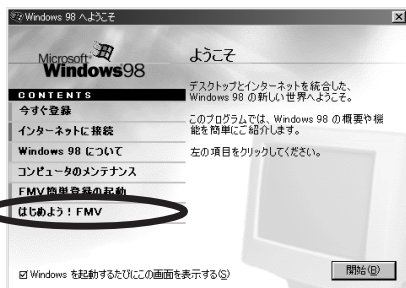 Windows 98 へようこそ
Microsoft
Windows98
CONTENTS
今すぐ登録
インターネットに接続
Windows 98 について
コンピュータのメンテナンス
FMV簡単登録の起動
はじめよう！FMV
ようこそ
デスクトップとインターネットを統合した、
Windows 98 の新しい世界へようこそ。
このプログラムでは、Windows 98 の概要や機
能を簡単にご紹介します。
左の項目をクリックしてください。
Windows を起動するたびにこの画面を表示する(S)
開始(B)